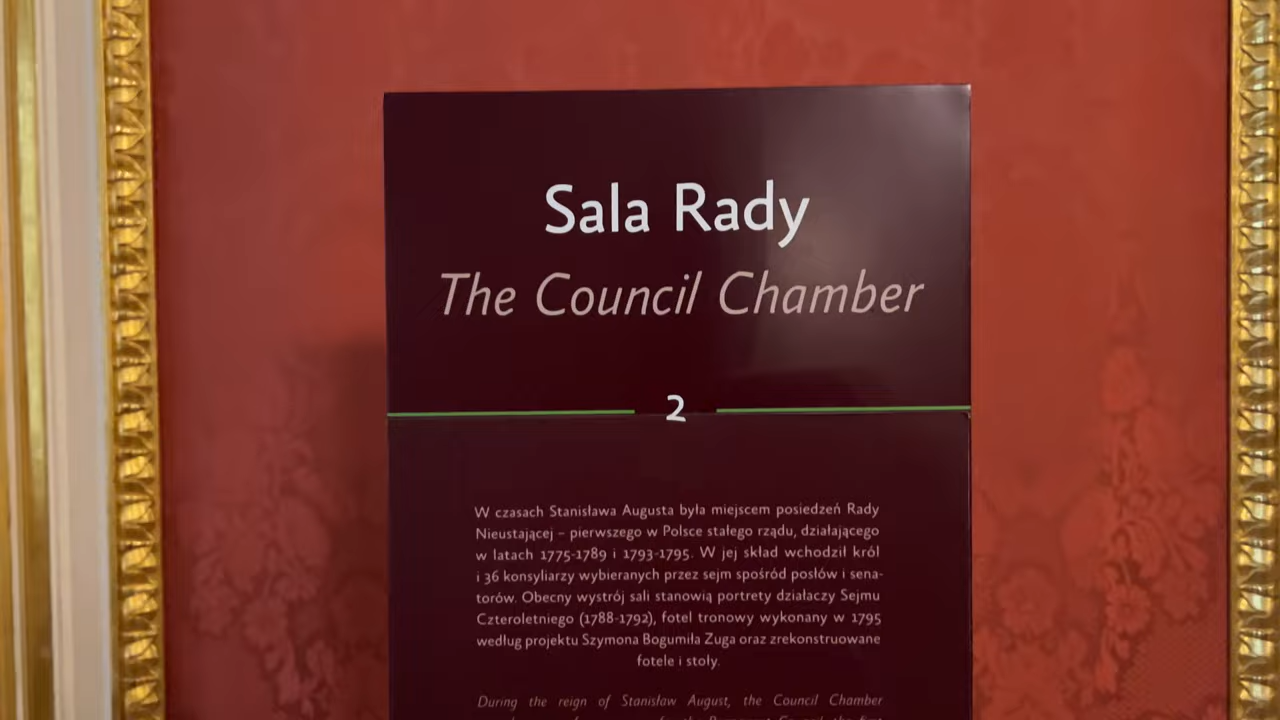 Sala Rady
The Council Chamber
2
W czasach Stanisława Augusta była miejscem posiedzeń Rady
Nieustającej – pierwszego w Polsce stałego rządu, działającego
w latach 1775-1789 i 1793-1795. W jej skład wchodził król
i 36 konsyliarzy wybieranych przez sejm spośród posłów i sena-
torów. Obecny wystrój sali stanowią portrety działaczy Sejmu
Czteroletniego (1788-1792), fotel tronowy wykonany w 1795
według projektu Szymona Bogumiła Zuga oraz zrekonstruowane
fotele i stoły.
During the reign of Stanisław August, the Council Chamber